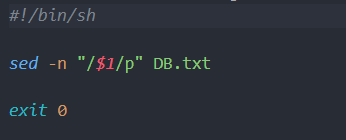 #!/bin/sh
sed -n "/$1/p" DB.txt
exit 0